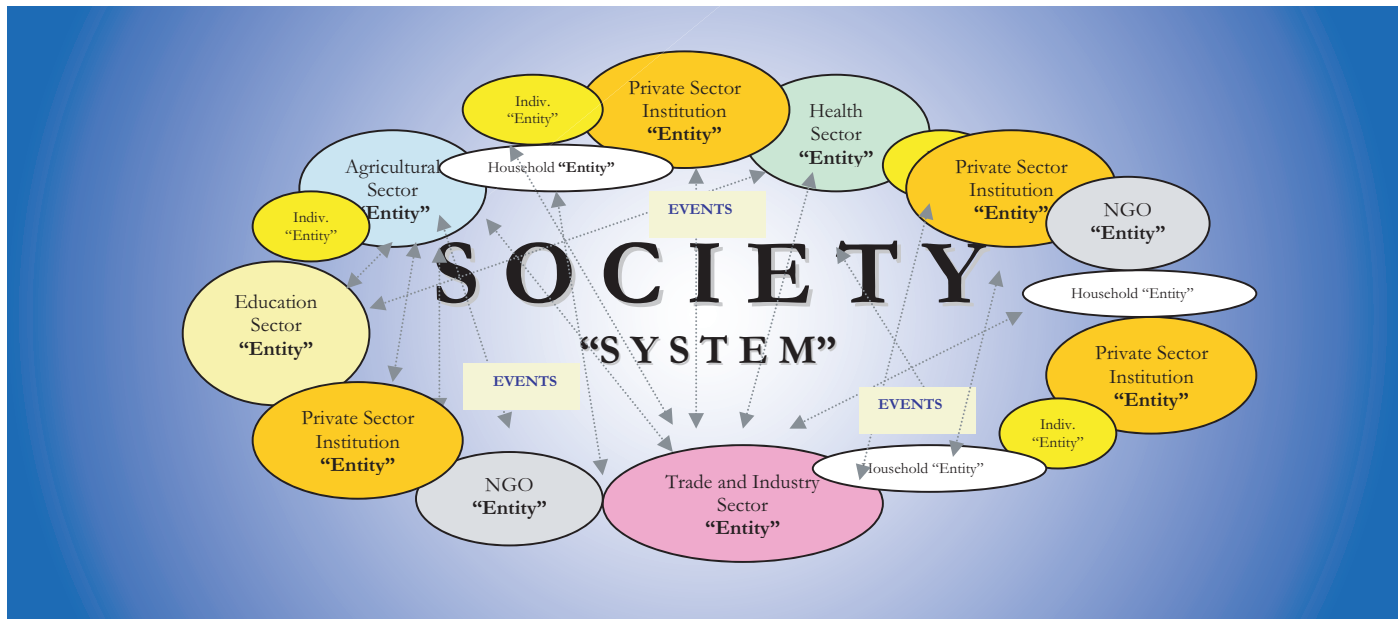 Indiv.
“Entity”
Private Sector
Institution
“Entity”
Health
Sector
“Entity”
Agricultural
Sector
“Entity”
Household “Entity”
Private Sector
Institution
“Entity”
Indiv.
“Entity”
EVENTS
NGO
“Entity”
SOCIETY
“SYSTEM”
Household “Entity”
Education
Sector
“Entity”
Private Sector
Institution
“Entity”
EVENTS
EVENTS
Private Sector
Institution
“Entity”
Indiv.
“Entity”
NGO
“Entity”
Trade and Industry
Sector
“Entity”
Household “Entity”